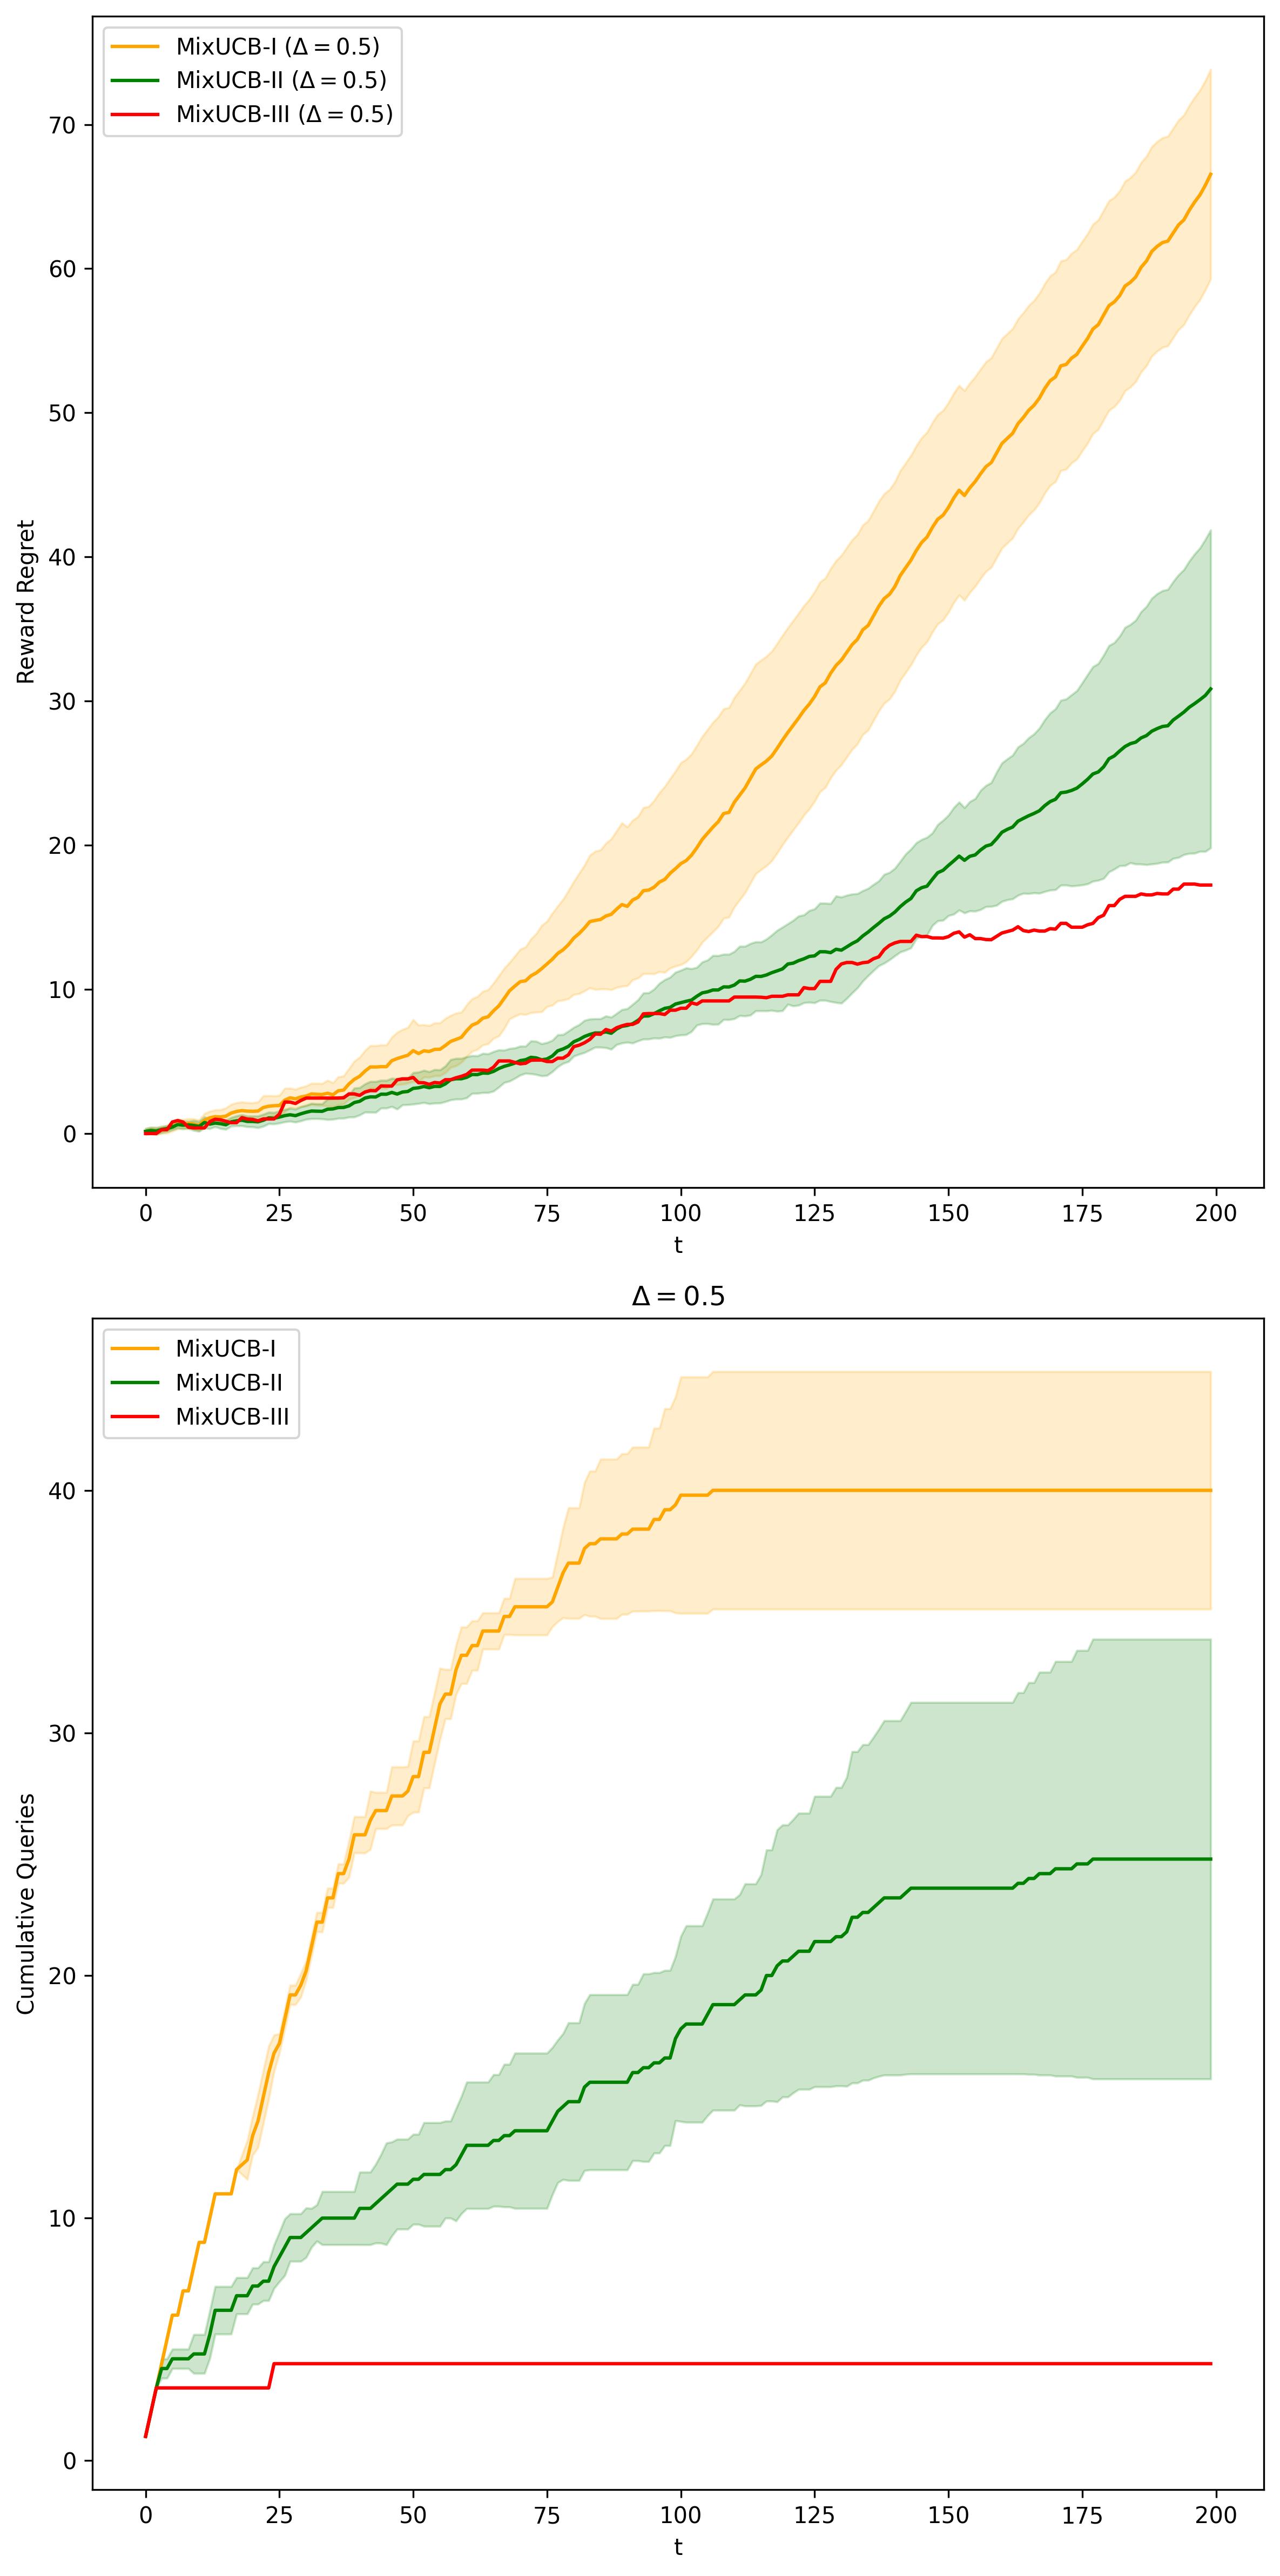 MixUCB-I (Δ = 0.5)
MixUCB-II (Δ = 0.5)
MixUCB-III (Δ = 0.5)
70
60
50
40
30
20
10
0
Reward Regret
0 25 50 75 100 125 150 175 200
t
Δ = 0.5
MixUCB-I
MixUCB-II
MixUCB-III
40
30
20
10
0
Cumulative Queries
0 25 50 75 100 125 150 175 200
t